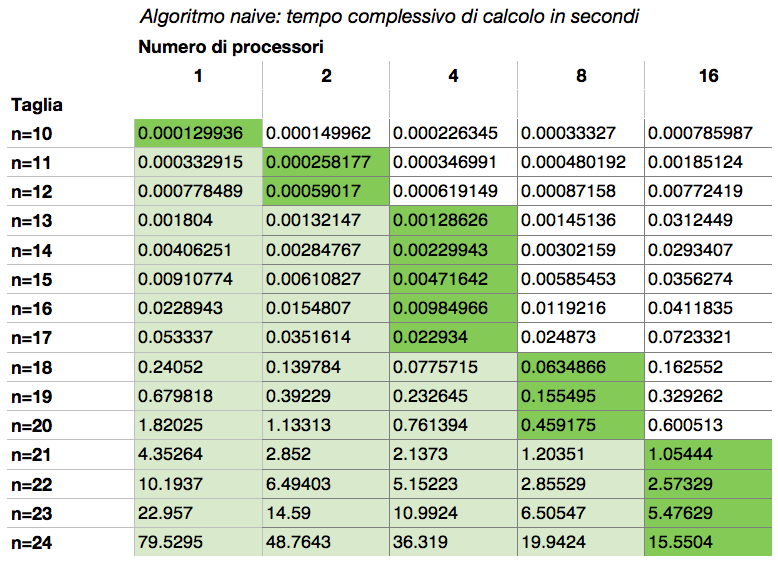 Algoritmo naive: tempo complessivo di calcolo in secondi
Numero di processori
1 2 4 8 16
Taglia
n=10 0.000129936 0.000149962 0.000226345 0.00033327 0.000785987
n=11 0.000332915 0.000258177 0.000346991 0.000480192 0.00185124
n=12 0.000778489 0.00059017 0.000619149 0.00087158 0.00772419
n=13 0.001804 0.00132147 0.00128626 0.00145136 0.0312449
n=14 0.00406251 0.00284767 0.00229943 0.00302159 0.0293407
n=15 0.00910774 0.00610827 0.00471642 0.00585453 0.0356274
n=16 0.0228943 0.0154807 0.00984966 0.0119216 0.0411835
n=17 0.053337 0.0351614 0.022934 0.024873 0.0723321
n=18 0.24052 0.139784 0.0775715 0.0634866 0.162552
n=19 0.679818 0.39229 0.232645 0.155495 0.329262
n=20 1.82025 1.13313 0.761394 0.459175 0.600513
n=21 4.35264 2.852 2.1373 1.20351 1.05444
n=22 10.1937 6.49403 5.15223 2.85529 2.57329
n=23 22.957 14.59 10.9924 6.50547 5.47629
n=24 79.5295 48.7643 36.319 19.9424 15.5504